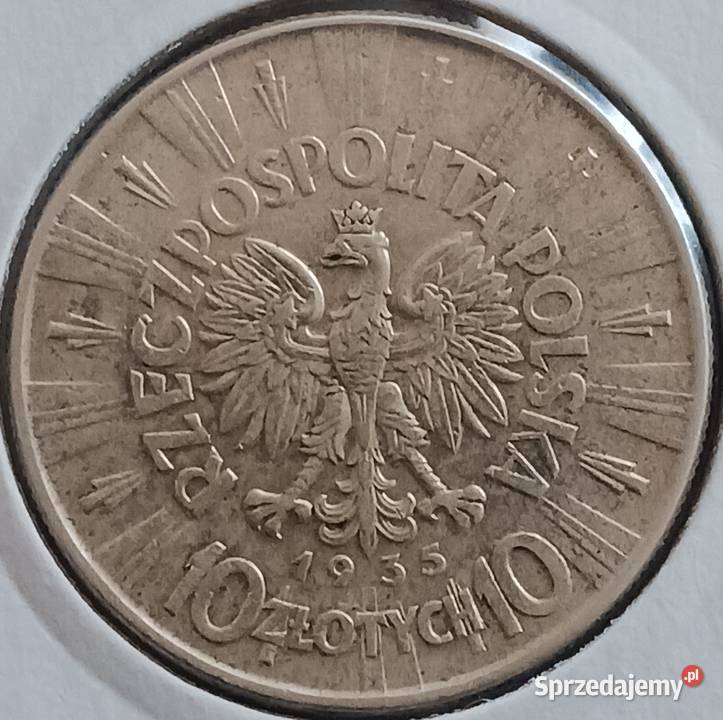 RZECZPOSPOLITA POLSKA
1935
10 ZŁOTYCH 10
Sprzedajemy.pl